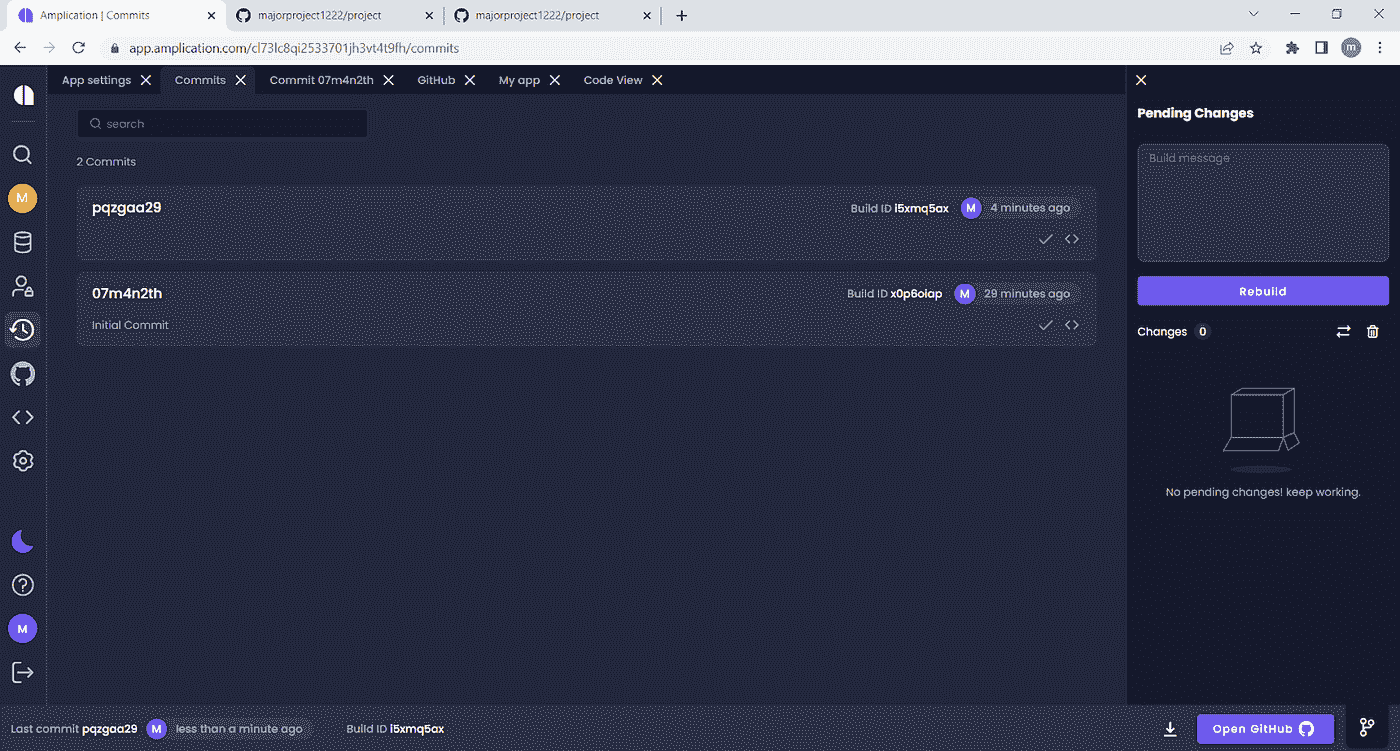 Amplication | Commits
majorproject1222/project
majorproject1222/project
app.amplication.com/cl73lc8qi2533701jh3vt4t9fh/commits
m
App settings
Commits
Commit 07m4n2th
GitHub
My app
Code View
Pending Changes
search
Build message
2 Commits
M
pqzgaa29
Build ID i5xmq5ax
M
4 minutes ago
Rebuild
07m4n2th
Build ID x0p6oiap
M
29 minutes ago
Initial Commit
Changes 0
No pending changes! keep working.
M
Last commit pqzgaa29
M
less than a minute ago
Build ID i5xmq5ax
Open GitHub